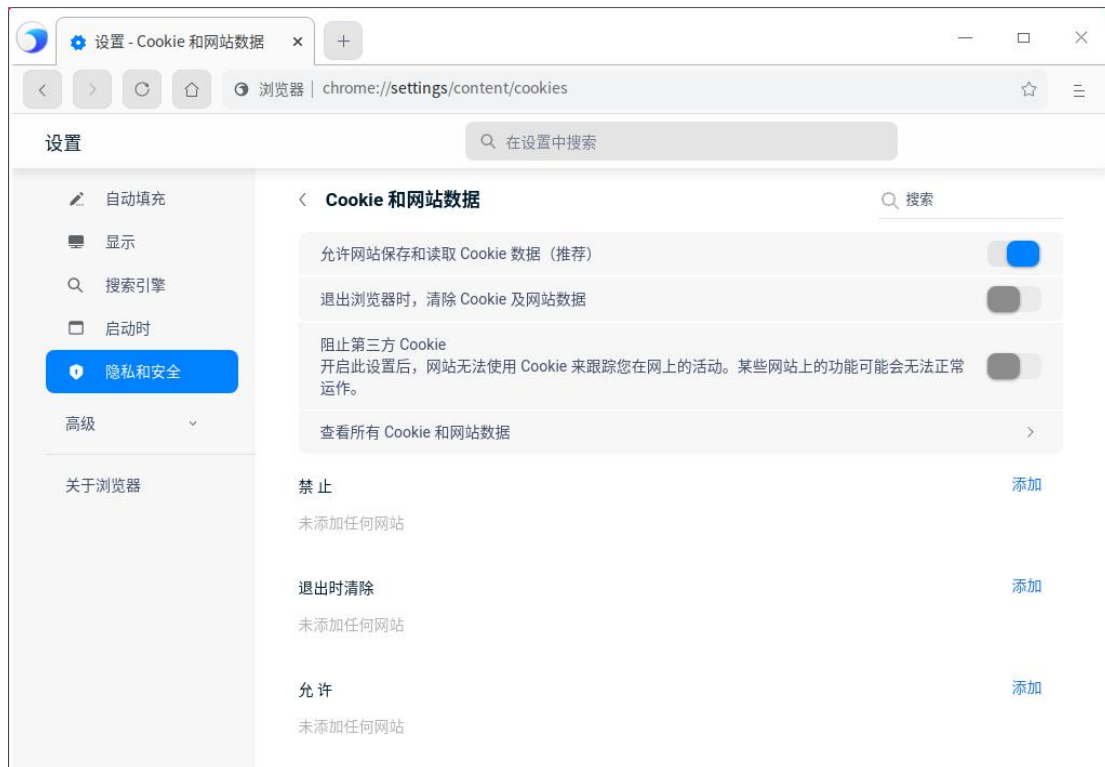 设置 - Cookie 和网站数据
浏览器 | chrome://settings/content/cookies
设置
在设置中搜索
自动填充
显示
搜索引擎
启动时
隐私和安全
高级
关于浏览器
Cookie 和网站数据
搜索
允许网站保存和读取 Cookie 数据（推荐）
退出浏览器时，清除 Cookie 及网站数据
阻止第三方 Cookie
开启此设置后，网站无法使用 Cookie 来跟踪您在网上的活动。某些网站上的功能可能会无法正常
运作。
查看所有 Cookie 和网站数据
禁 止
添加
未添加任何网站
退出时清除
添加
未添加任何网站
允 许
添加
未添加任何网站